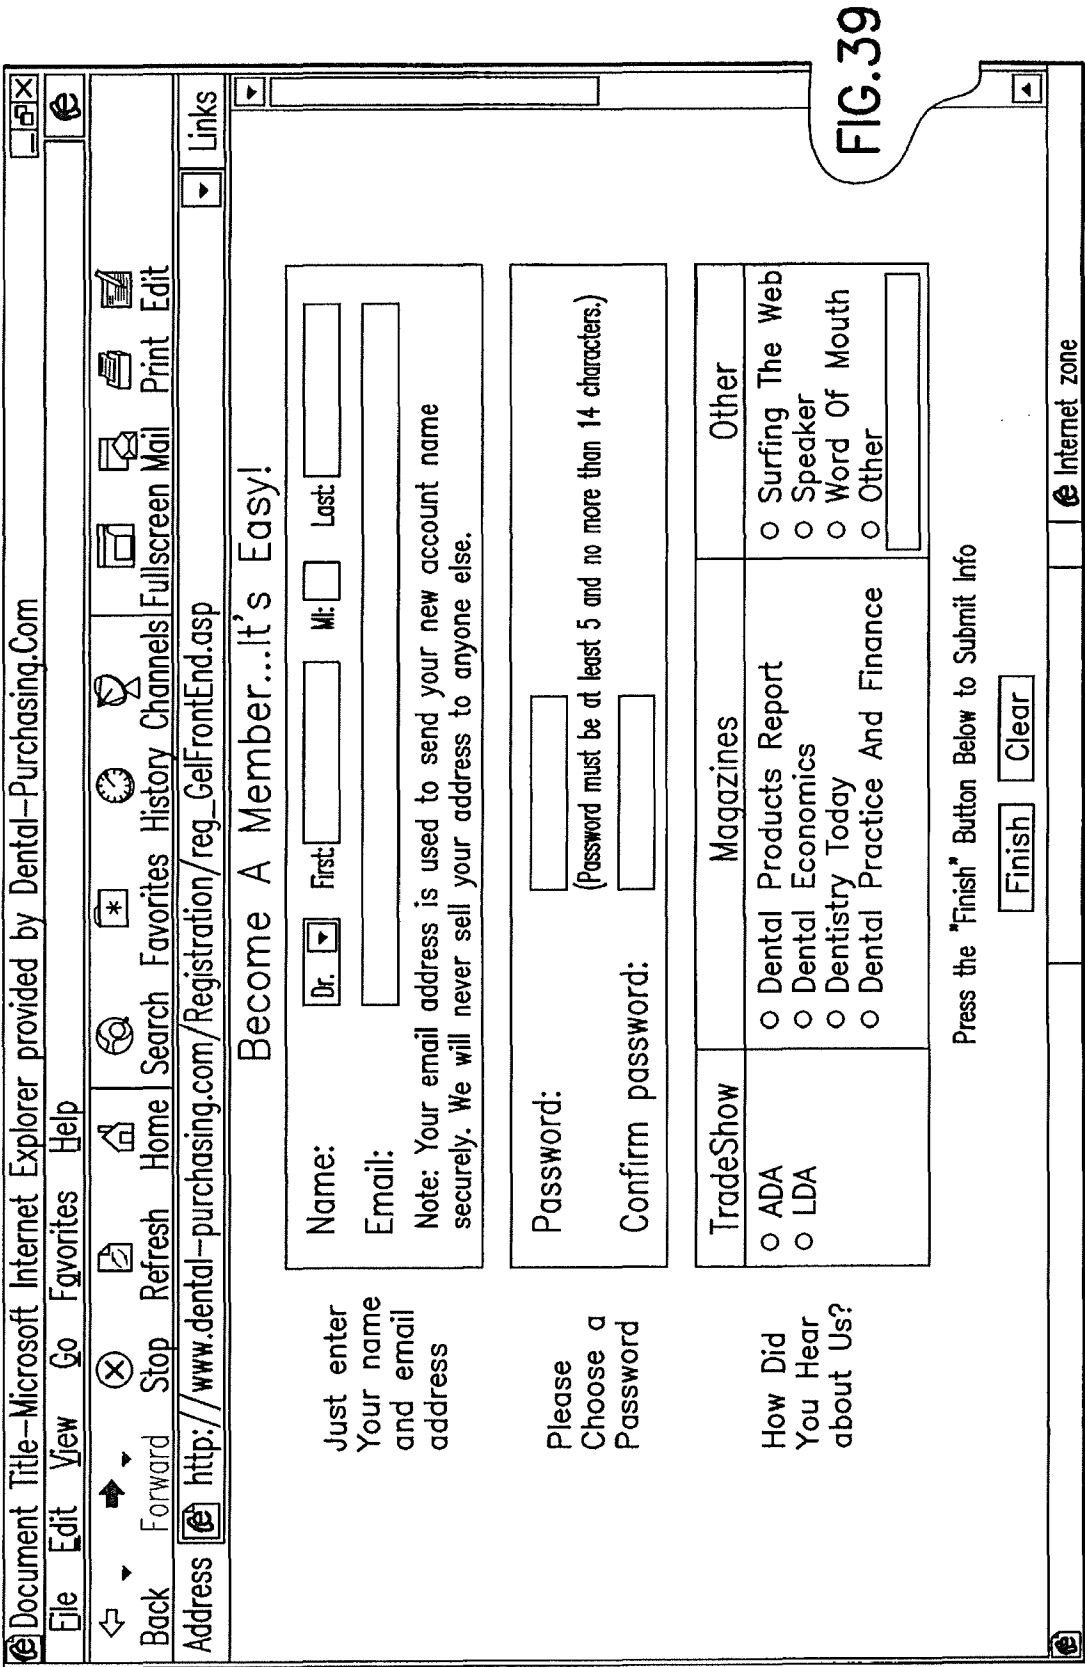 Document Title-Microsoft Internet Explorer provided by Dental-Purchasing.Com
File Edit View Go Favorites Help
Back Forward Stop Refresh Home Search Favorites History Channels Fullscreen Mail Print Edit
Address http://www.dental-purchasing.com/Registration/reg_GelFrontEnd.asp Links
Become A Member...It's Easy!
Just enter
Your name
and email
address
Name: Dr. First: MI: Last:
Email:
Note: Your email address is used to send your new account name
securely. We will never sell your address to anyone else.
Please
Choose a
Password
Password:
(Password must be at least 5 and no more than 14 characters.)
Confirm password:
How Did
You Hear
about Us?
TradeShow Magazines Other
ADA Dental Products Report Surfing The Web
LDA Dental Economics Speaker
Dentistry Today Word Of Mouth
Dental Practice And Finance Other
Press the "Finish" Button Below to Submit Info
Finish Clear
Internet zone
FIG.39